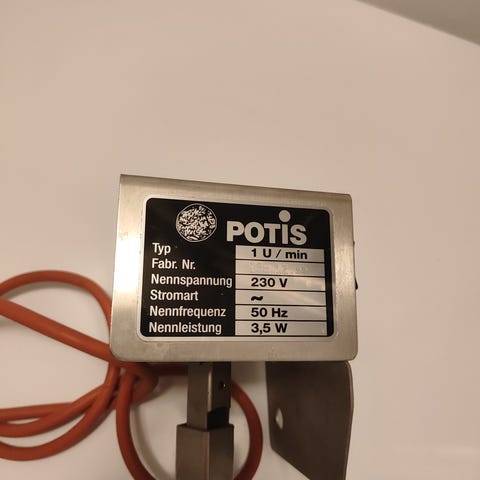 POTIS
Typ 1 U / min
Fabr. Nr.
Nennspannung 230 V
Stromart ~
Nennfrequenz 50 Hz
Nennleistung 3,5 W